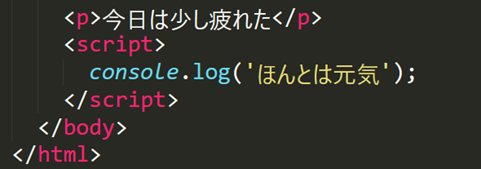 <p>今日は少し疲れた</p>
<script>
console.log('ほんとは元気');
</script>
</body>
</html>